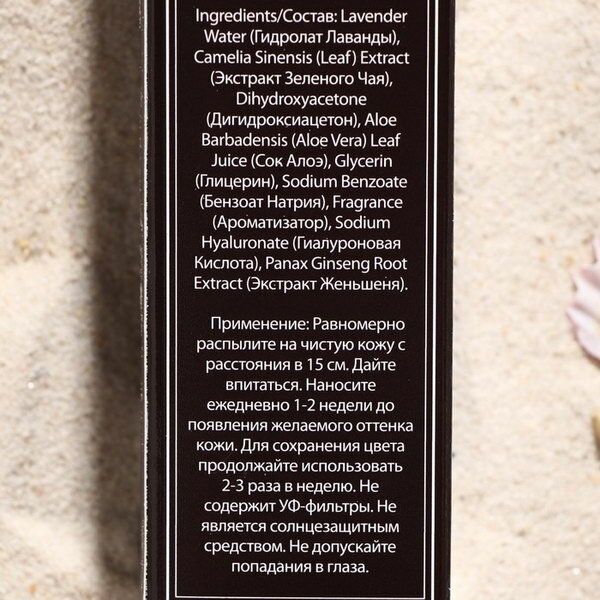 Ingredients/Состав: Lavender
Water (Гидролат Лаванды),
Camelia Sinensis (Leaf) Extract
(Экстракт Зеленого Чая),
Dihydroxyacetone
(Дигидроксиацетон), Aloe
Barbadensis (Aloe Vera) Leaf
Juice (Сок Алоэ), Glycerin
(Глицерин), Sodium Benzoate
(Бензоат Натрия), Fragrance
(Ароматизатор), Sodium
Hyaluronate (Гиалуроновая
Кислота), Panax Ginseng Root
Extract (Экстракт Женьшеня).
Применение: Равномерно
распылите на чистую кожу с
расстояния в 15 см. Дайте
впитаться. Наносите
ежедневно 1-2 недели до
появления желаемого оттенка
кожи. Для сохранения цвета
продолжайте использовать
2-3 раза в неделю. Не
содержит УФ-фильтры. Не
является солнцезащитным
средством. Не допускайте
попадания в глаза.